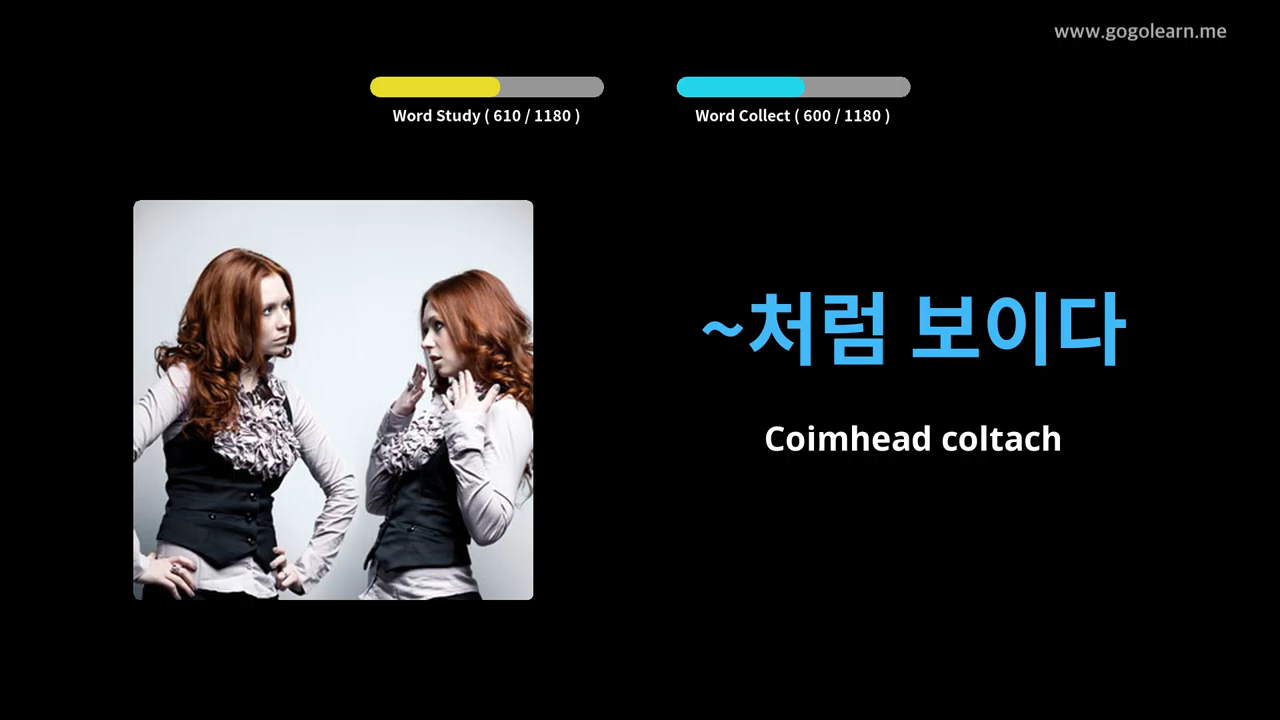 www.gogolearn.me
Word Study ( 610 / 1180 )
Word Collect ( 600 / 1180 )
~처럼 보이다
Coimhead coltach